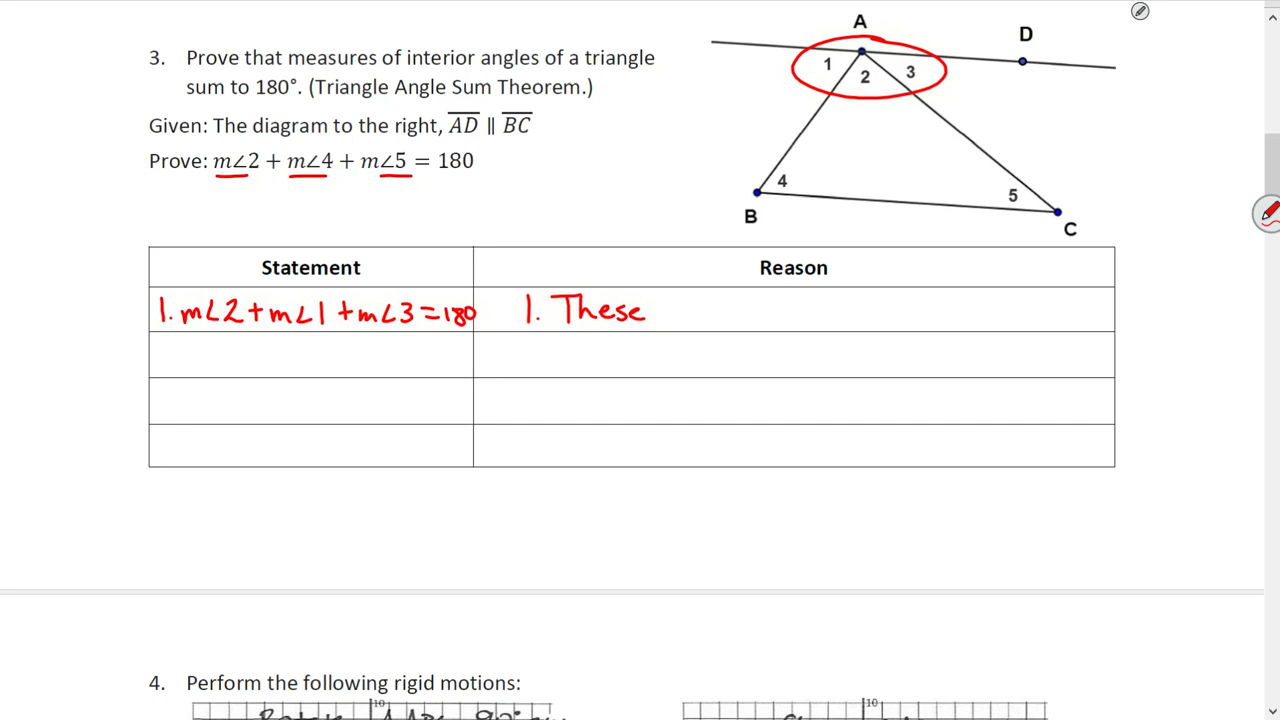 A
D
3. Prove that measures of interior angles of a triangle
sum to 180°. (Triangle Angle Sum Theorem.)
1 2 3
Given: The diagram to the right, AD ∥ BC
Prove: m∠2 + m∠4 + m∠5 = 180
4
5
B
C
Statement Reason
1. m∠2 + m∠1 + m∠3 = 180 1. These
4. Perform the following rigid motions:
10 10